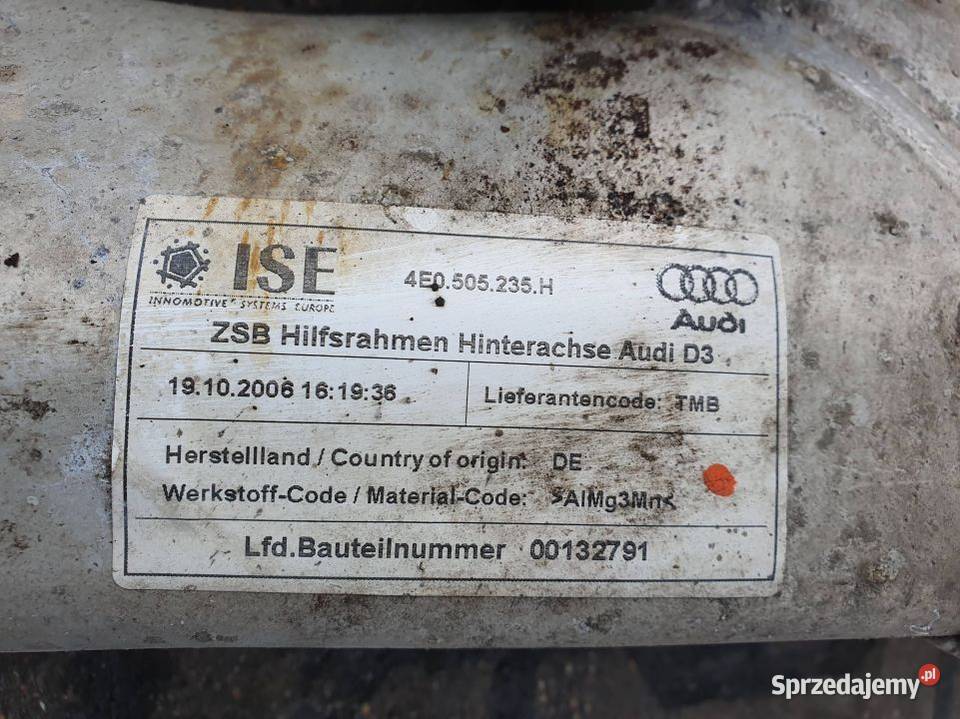 ISE
INNOMOTIVE SYSTEMS EUROPE
4E0.505.235.H
Audi
ZSB Hilfsrahmen Hinterachse Audi D3
19.10.2006 16:19:36
Lieferantencode: TMB
Herstellland / Country of origin: DE
Werkstoff-Code / Material-Code: >AlMg3Mn<
Lfd.Bauteilnummer 00132791
Sprzedajemy.pl